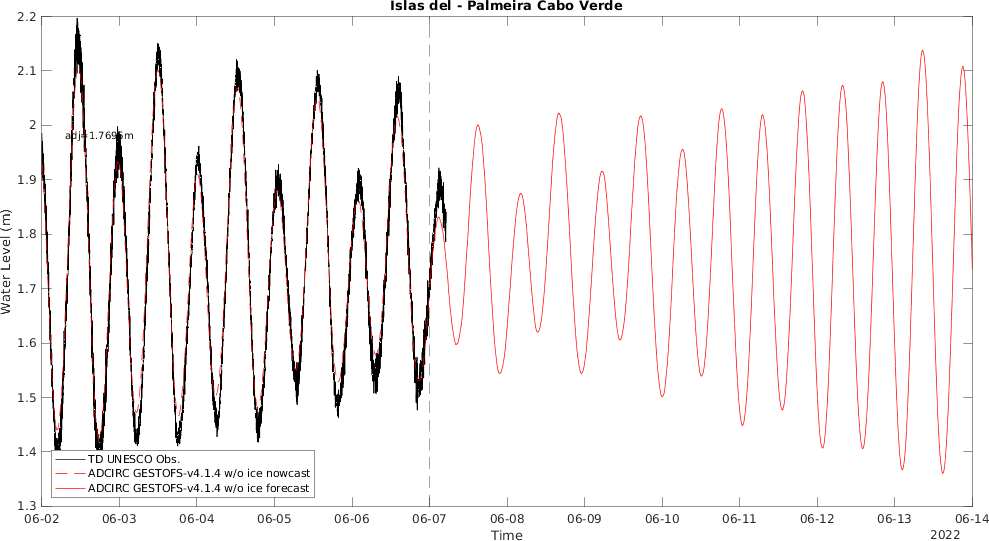 Islas del - Palmeira Cabo Verde
2.2
2.1
2
1.9
1.8
1.7
1.6
1.5
1.4
1.3
Water Level (m)
adj=1.7695m
TD UNESCO Obs.
ADCIRC GESTOFS-v4.1.4 w/o ice nowcast
ADCIRC GESTOFS-v4.1.4 w/o ice forecast
06-02 06-03 06-04 06-05 06-06 06-07 06-08 06-09 06-10 06-11 06-12 06-13 06-14
Time
2022